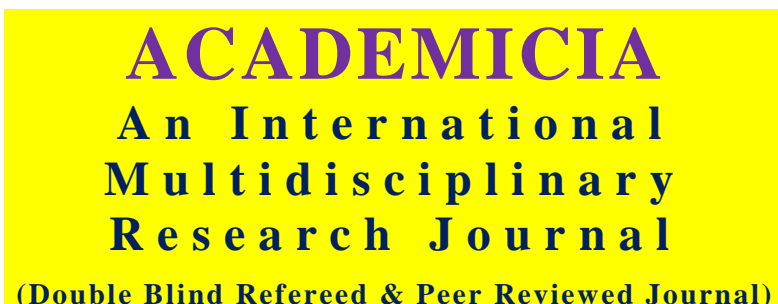 ACADEMICIA
An International
Multidisciplinary
Research Journal
(Double Blind Refereed & Peer Reviewed Journal)